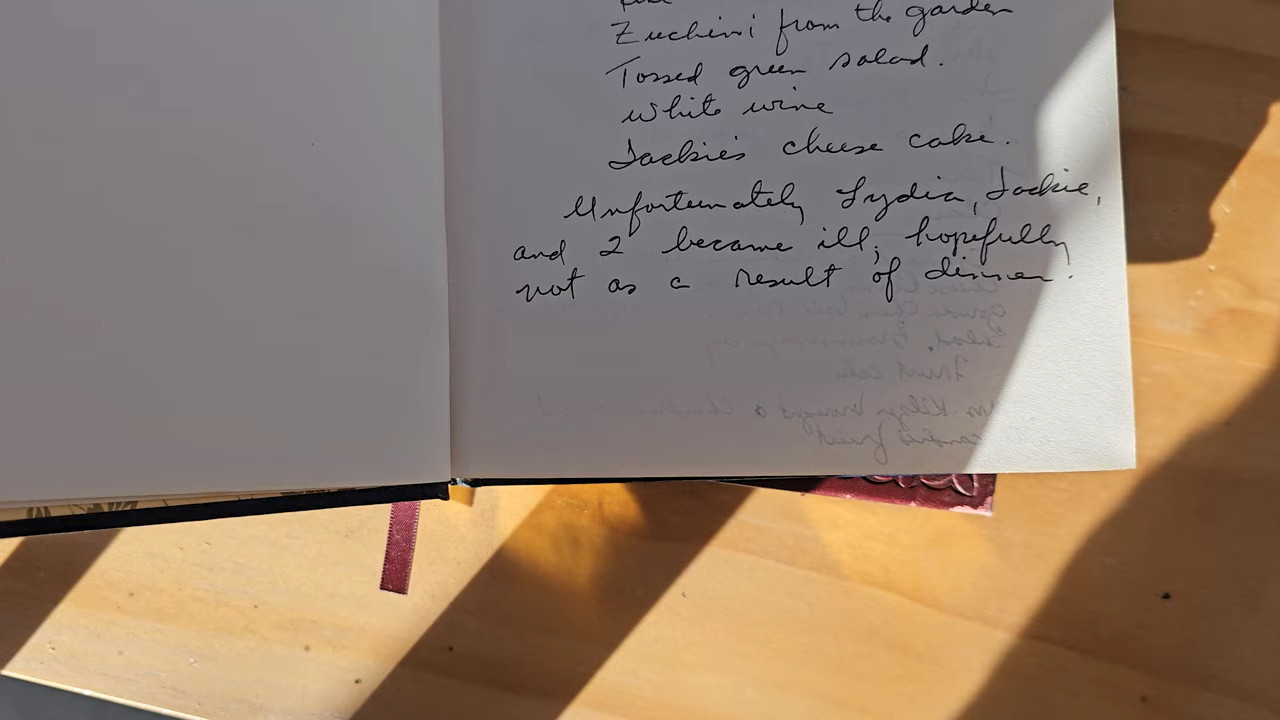 Zuchini from the garden
Tossed green salad.
White wine
Jackie's cheese cake.
Unfortunately Lydia, Jackie,
and I became ill, hopefully
not as a result of dinner.